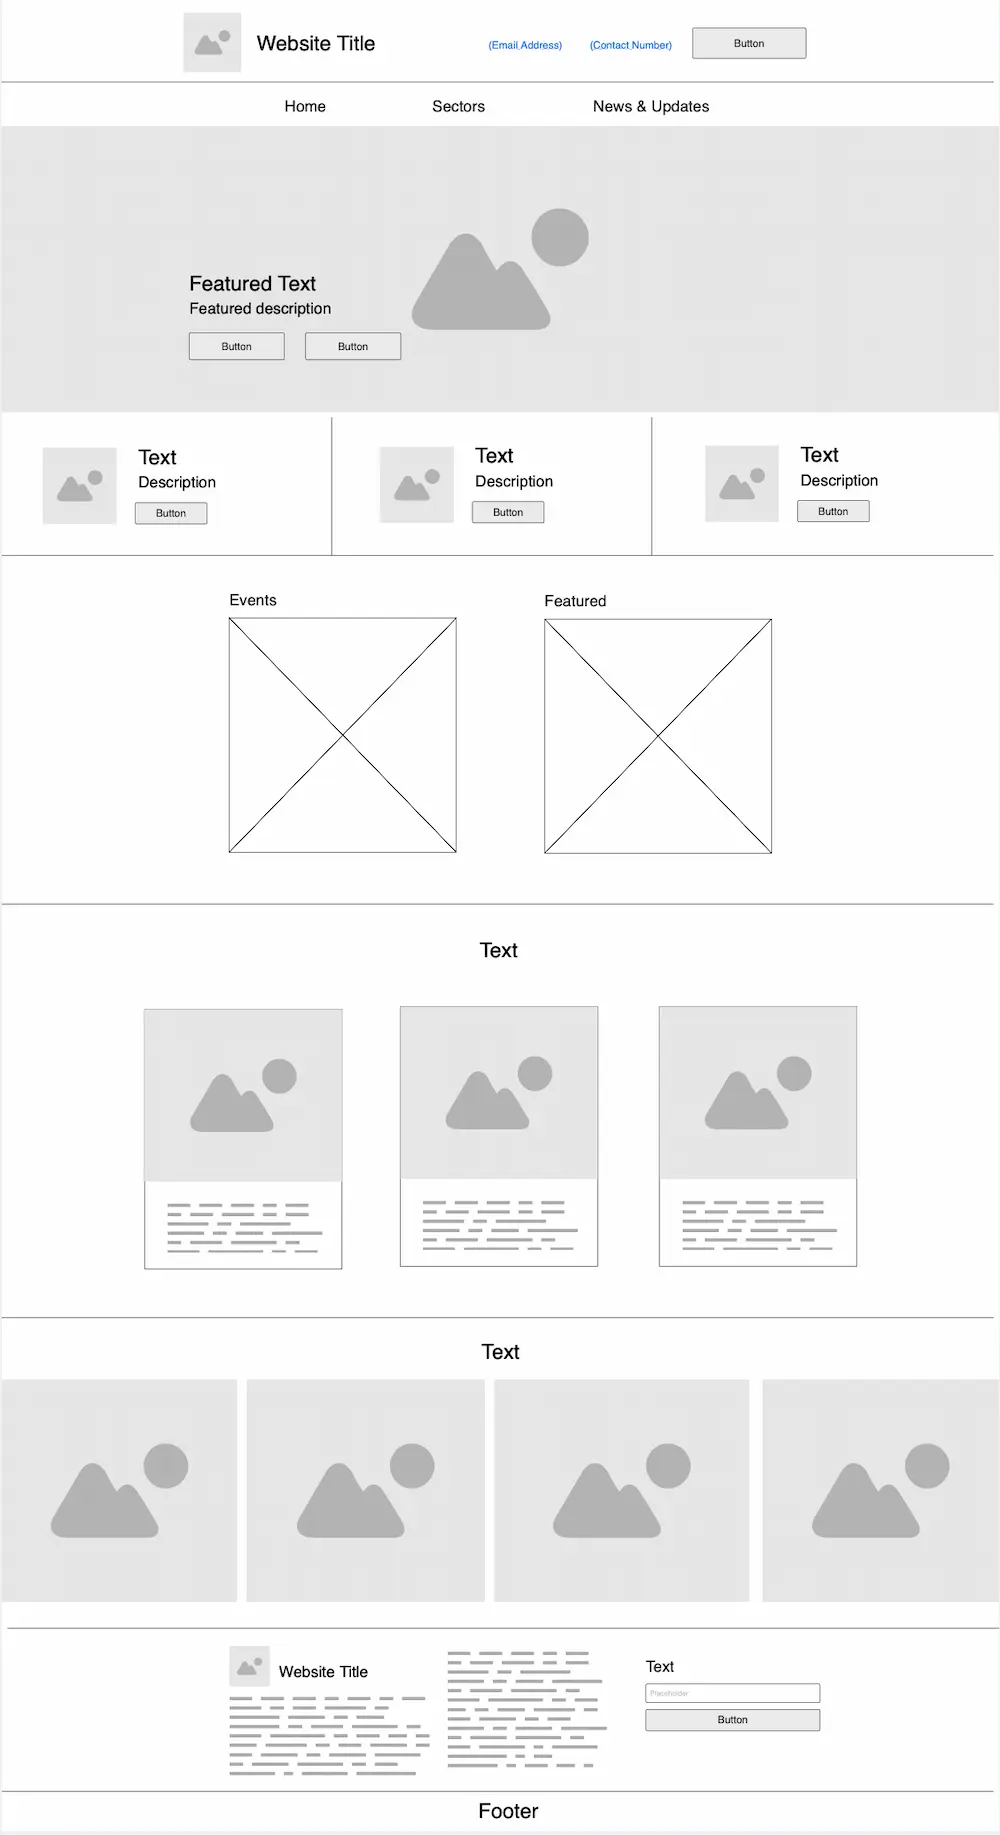 Website Title
(Email Address)
(Contact Number)
Button
Home
Sectors
News & Updates
Featured Text
Featured description
Button
Button
Text
Description
Button
Text
Description
Button
Text
Description
Button
Events
Featured
Text
Text
Website Title
Text
Placeholder
Button
Footer